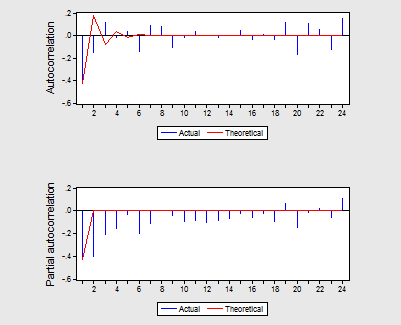 Autocorrelation
.2
.0
-.2
-.4
-.6
2 4 6 8 10 12 14 16 18 20 22 24
Actual Theoretical
Partial autocorrelation
.2
.0
-.2
-.4
-.6
2 4 6 8 10 12 14 16 18 20 22 24
Actual Theoretical